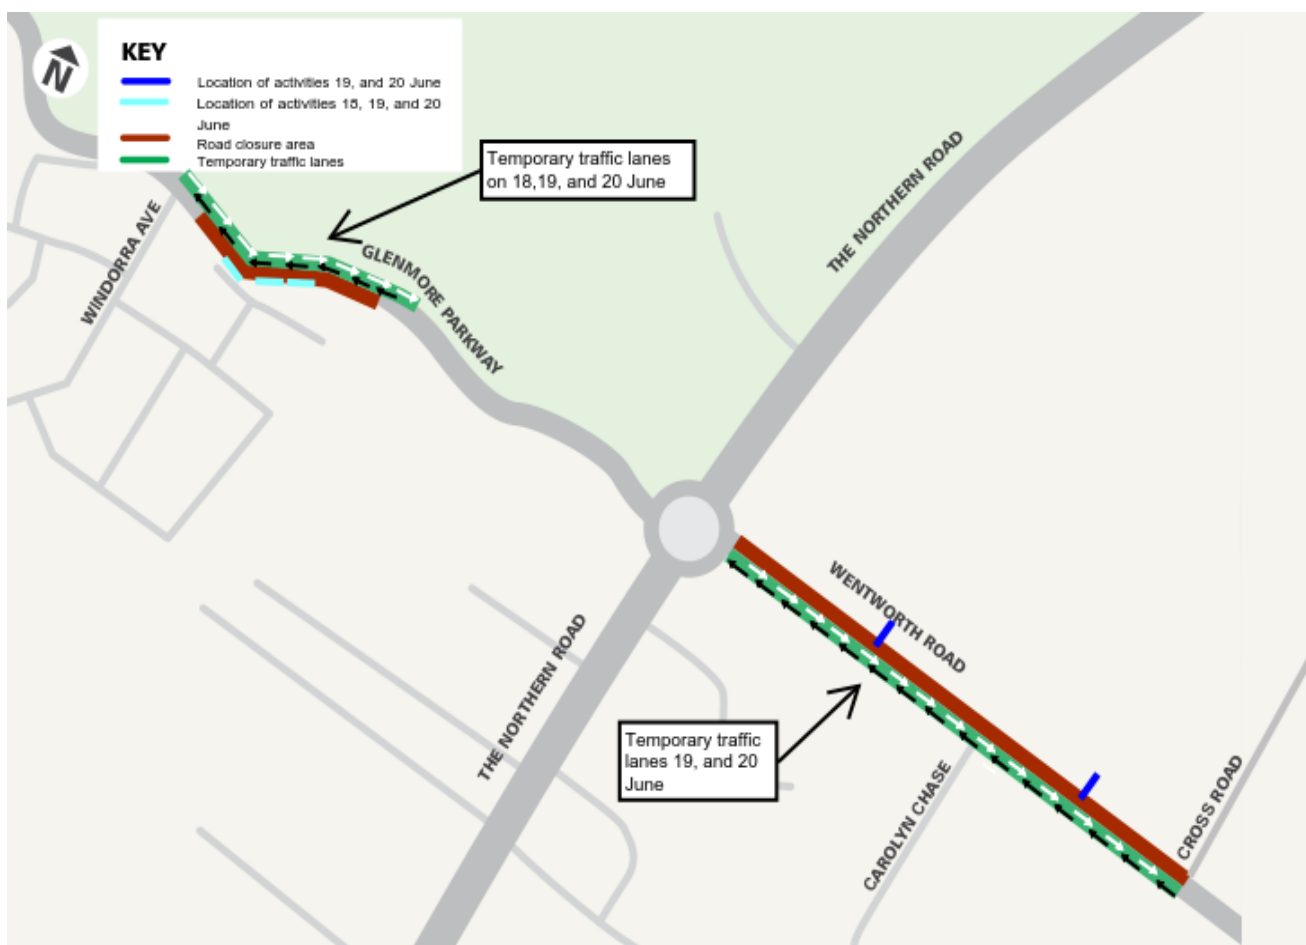 N
KEY
Location of activities 19, and 20 June
Location of activities 18, 19, and 20
June
Road closure area
Temporary traffic lanes
Temporary traffic lanes
on 18,19, and 20 June
THE NORTHERN ROAD
WINDORRA AVE
GLENMORE PARKWAY
WENTWORTH ROAD
THE NORTHERN ROAD
Temporary traffic
lanes 19, and 20
June
CAROLYN CHASE
CROSS ROAD